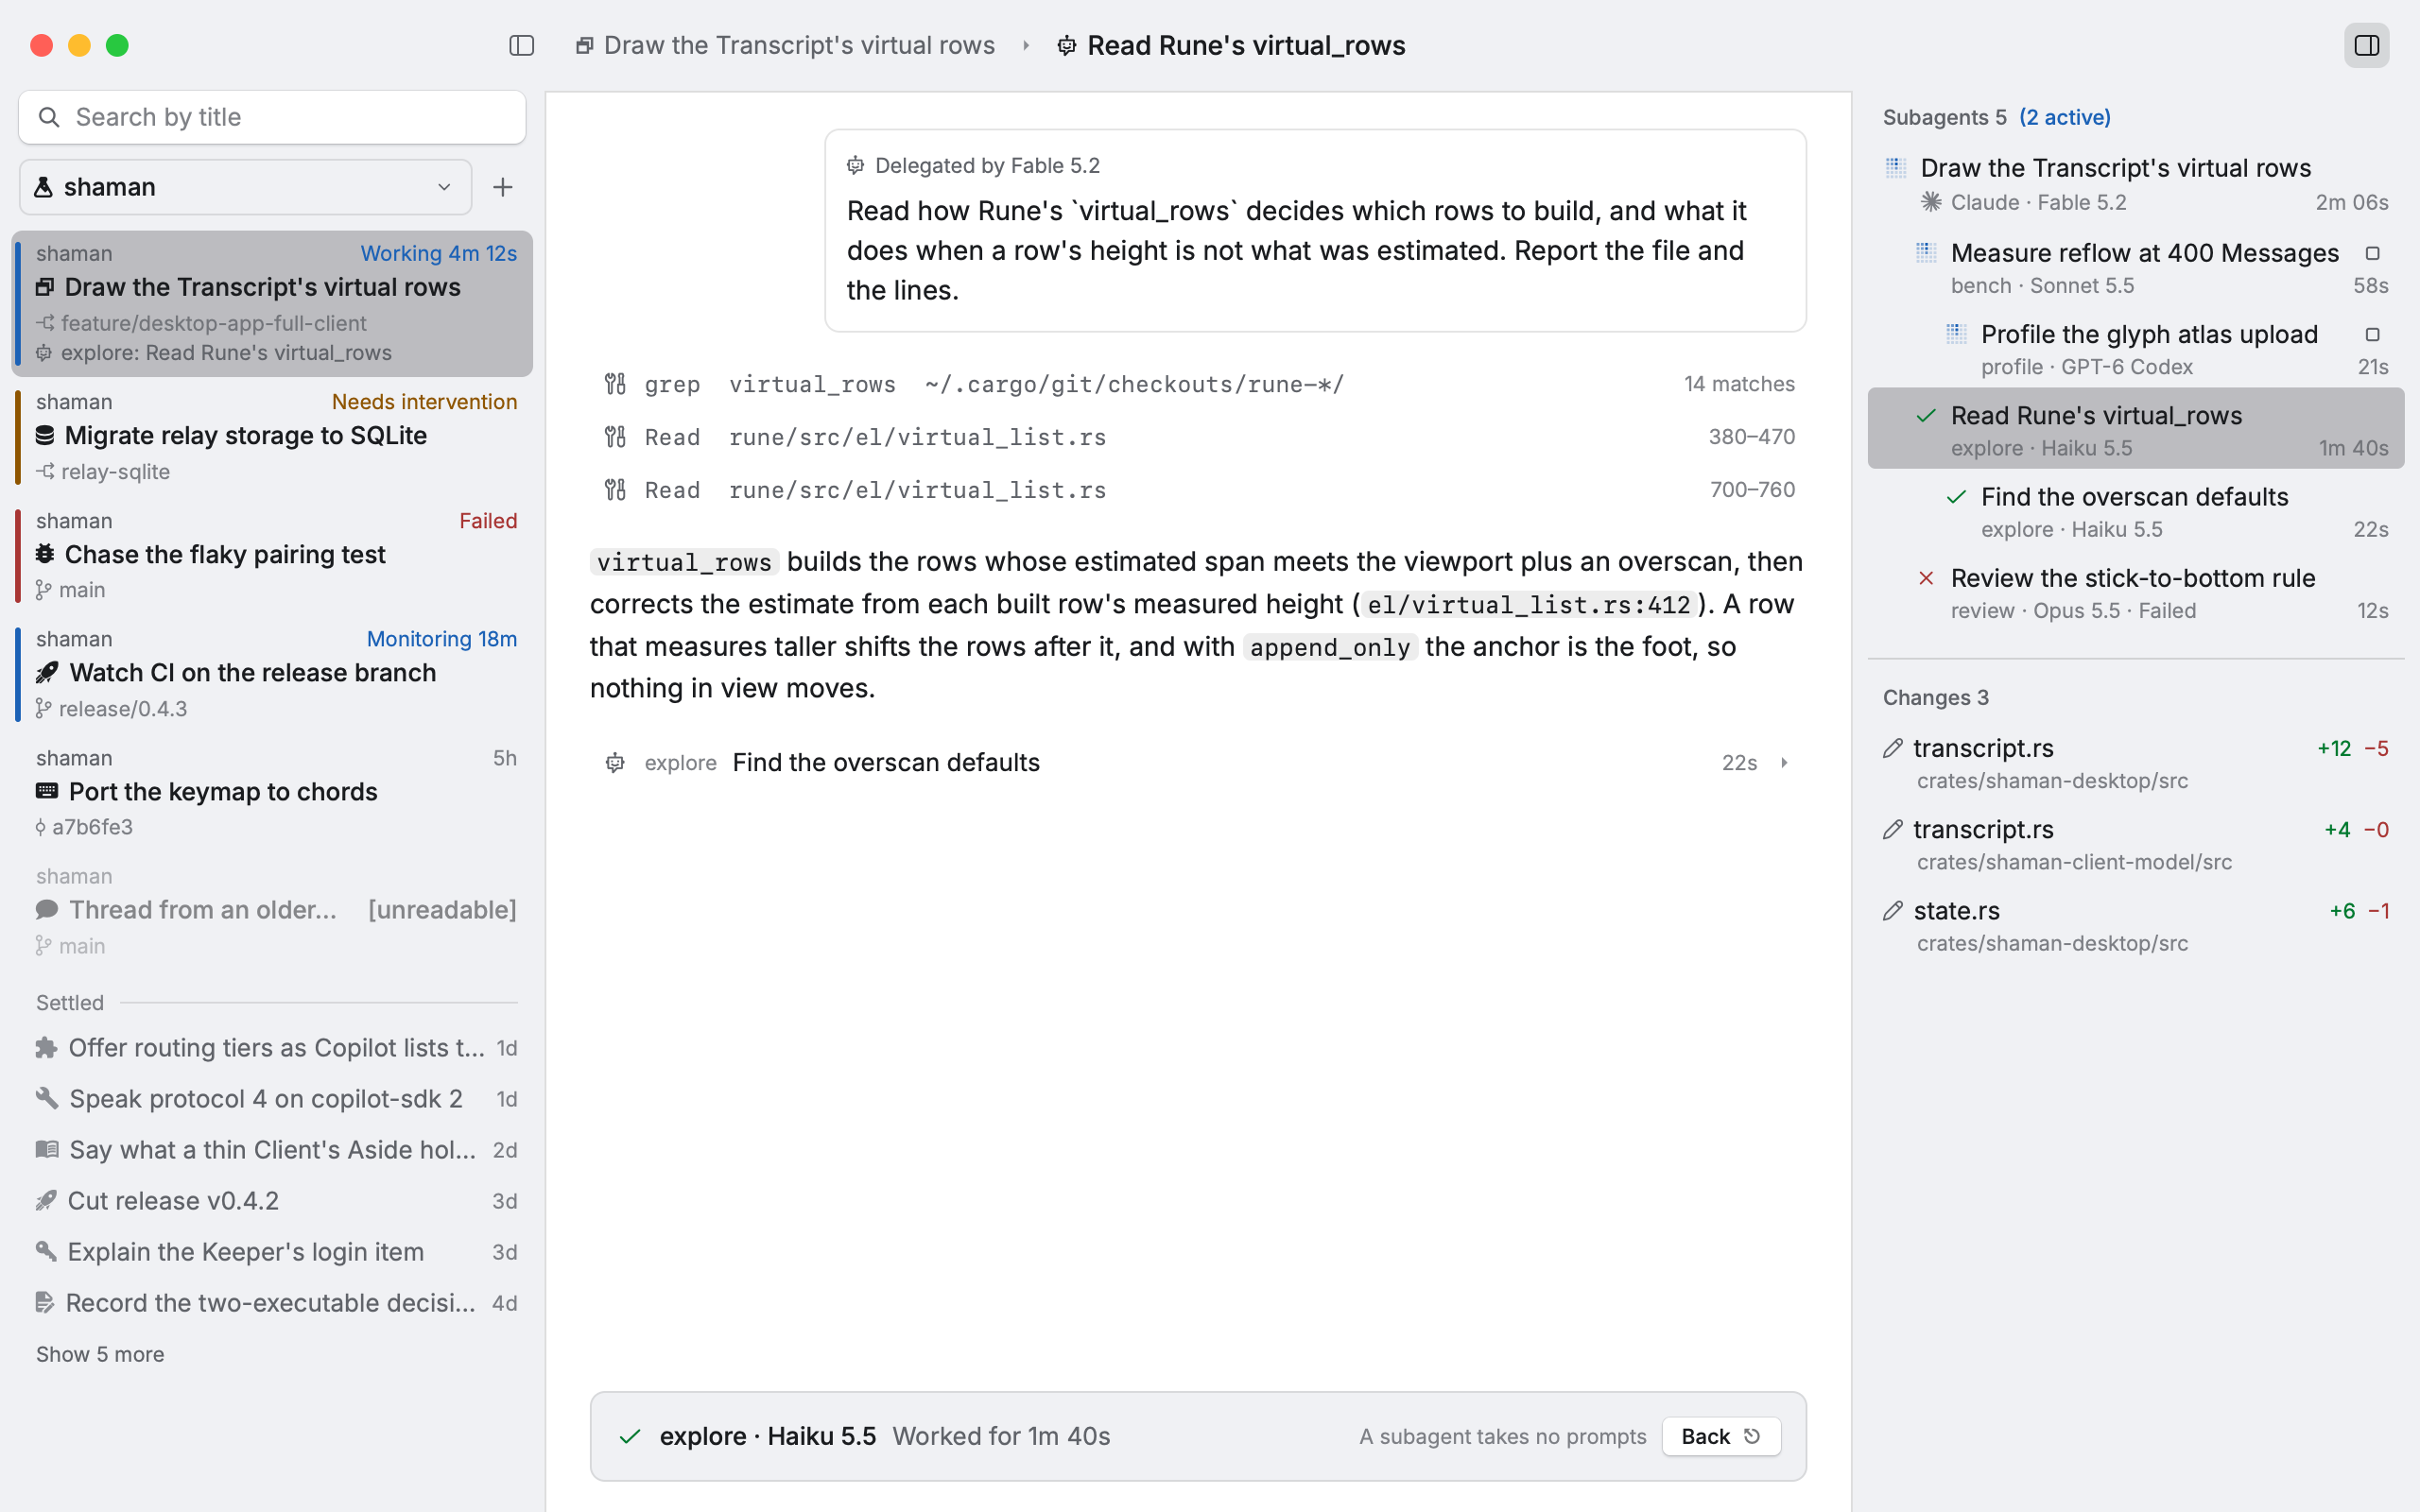 Draw the Transcript's virtual rows
Read Rune's virtual_rows
Search by title
shaman
shaman
Working 4m 12s
Draw the Transcript's virtual rows
feature/desktop-app-full-client
explore: Read Rune's virtual_rows
shaman
Needs intervention
Migrate relay storage to SQLite
relay-sqlite
shaman
Failed
Chase the flaky pairing test
main
shaman
Monitoring 18m
Watch CI on the release branch
release/0.4.3
shaman
5h
Port the keymap to chords
a7b6fe3
shaman
Thread from an older...
[unreadable]
main
Settled
Offer routing tiers as Copilot lists t... 1d
Speak protocol 4 on copilot-sdk 2 1d
Say what a thin Client's Aside hol... 2d
Cut release v0.4.2 3d
Explain the Keeper's login item 3d
Record the two-executable decisi... 4d
Show 5 more
Delegated by Fable 5.2
Read how Rune's `virtual_rows` decides which rows to build, and what it
does when a row's height is not what was estimated. Report the file and
the lines.
grep virtual_rows ~/.cargo/git/checkouts/rune-*/ 14 matches
Read rune/src/el/virtual_list.rs 380–470
Read rune/src/el/virtual_list.rs 700–760
virtual_rows builds the rows whose estimated span meets the viewport plus an overscan, then
corrects the estimate from each built row's measured height (el/virtual_list.rs:412). A row
that measures taller shifts the rows after it, and with append_only the anchor is the foot, so
nothing in view moves.
explore Find the overscan defaults 22s
explore · Haiku 5.5 Worked for 1m 40s
A subagent takes no prompts
Back
Subagents 5 (2 active)
Draw the Transcript's virtual rows
Claude · Fable 5.2 2m 06s
Measure reflow at 400 Messages
bench · Sonnet 5.5 58s
Profile the glyph atlas upload
profile · GPT-6 Codex 21s
Read Rune's virtual_rows
explore · Haiku 5.5 1m 40s
Find the overscan defaults
explore · Haiku 5.5 22s
Review the stick-to-bottom rule
review · Opus 5.5 · Failed 12s
Changes 3
transcript.rs +12 −5
crates/shaman-desktop/src
transcript.rs +4 −0
crates/shaman-client-model/src
state.rs +6 −1
crates/shaman-desktop/src